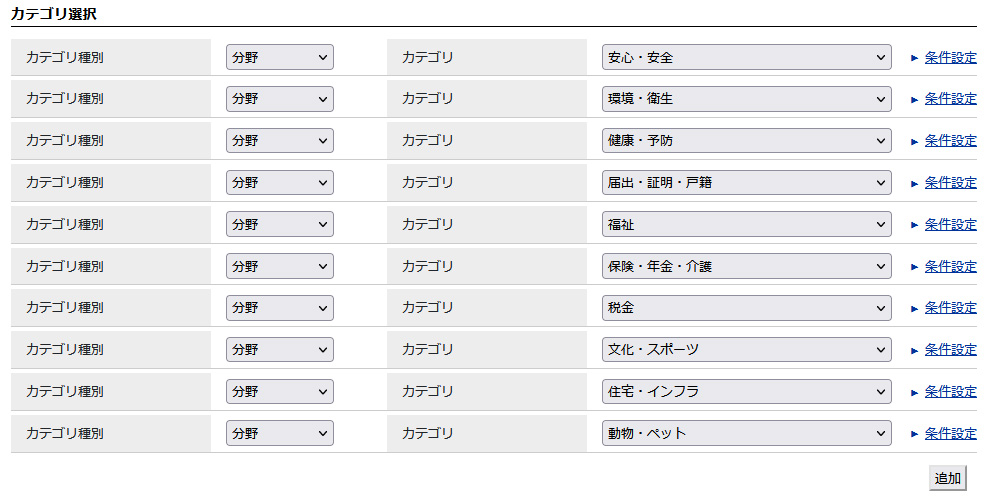 カテゴリ選択
カテゴリ種別 分野 カテゴリ 安心・安全 ► 条件設定
カテゴリ種別 分野 カテゴリ 環境・衛生 ► 条件設定
カテゴリ種別 分野 カテゴリ 健康・予防 ► 条件設定
カテゴリ種別 分野 カテゴリ 届出・証明・戸籍 ► 条件設定
カテゴリ種別 分野 カテゴリ 福祉 ► 条件設定
カテゴリ種別 分野 カテゴリ 保険・年金・介護 ► 条件設定
カテゴリ種別 分野 カテゴリ 税金 ► 条件設定
カテゴリ種別 分野 カテゴリ 文化・スポーツ ► 条件設定
カテゴリ種別 分野 カテゴリ 住宅・インフラ ► 条件設定
カテゴリ種別 分野 カテゴリ 動物・ペット ► 条件設定
追加